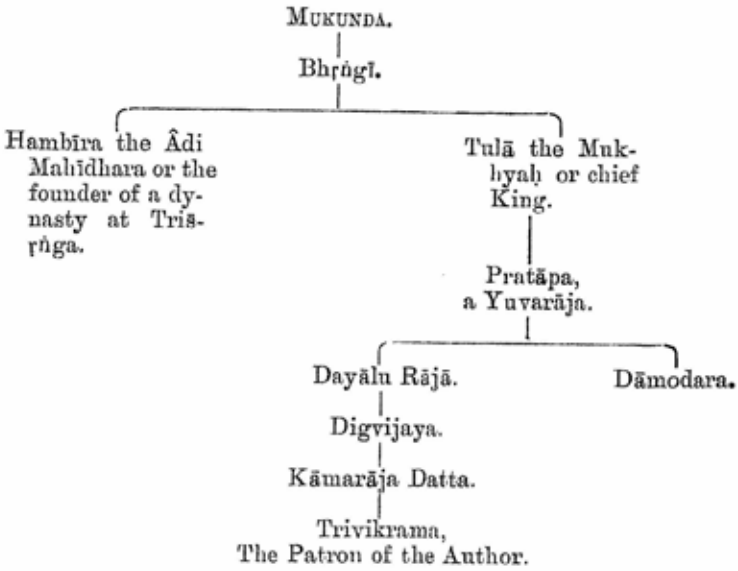 MUKUNDA.
Bhṛṅgī.
Hambīra the Âdi
Mahīdhara or the
founder of a dy-
nasty at Triś-
ṛṅga.
Tulā the Muk-
hyaḥ or chief
King.
Pratāpa,
a Yuvarāja.
Dayālu Rājā.
Dāmodara.
Digvijaya.
Kāmarāja Datta.
Trivikrama,
The Patron of the Author.